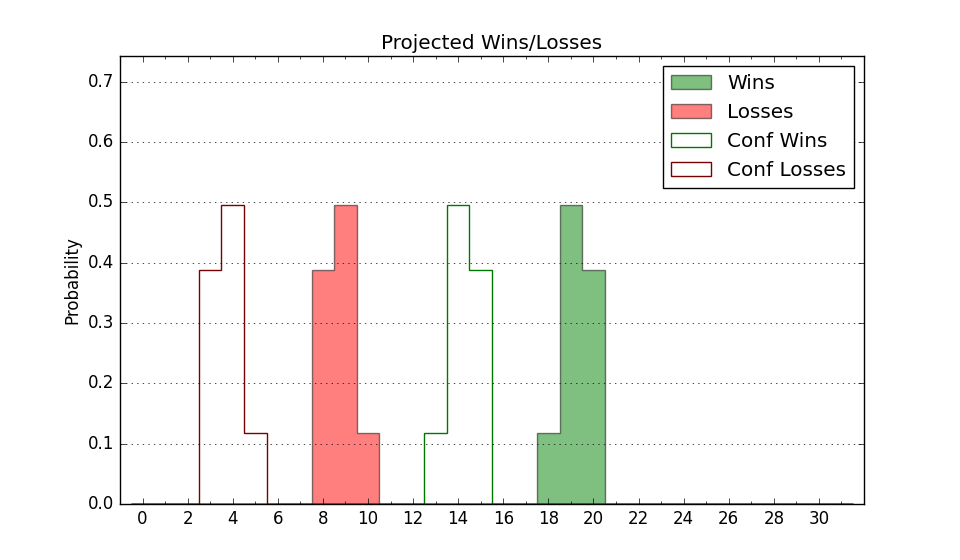 Projected Wins/Losses
0.7
0.6
0.5
0.4
0.3
0.2
0.1
0.0
Probability
Wins
Losses
Conf Wins
Conf Losses
0 2 4 6 8 10 12 14 16 18 20 22 24 26 28 30